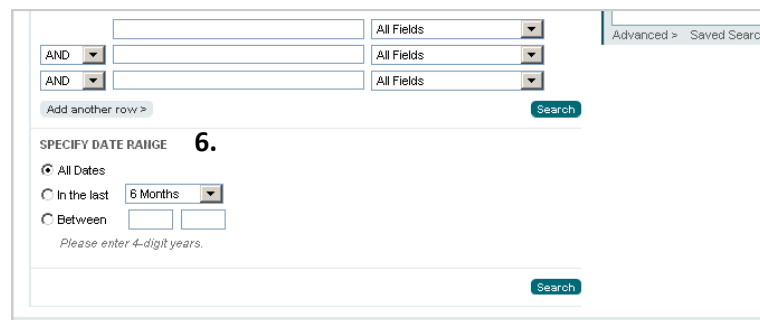 All Fields
Advanced > Saved Searc
AND All Fields
AND All Fields
Add another row > Search
SPECIFY DATE RANGE 6.
All Dates
In the last 6 Months
Between
Please enter 4-digit years.
Search